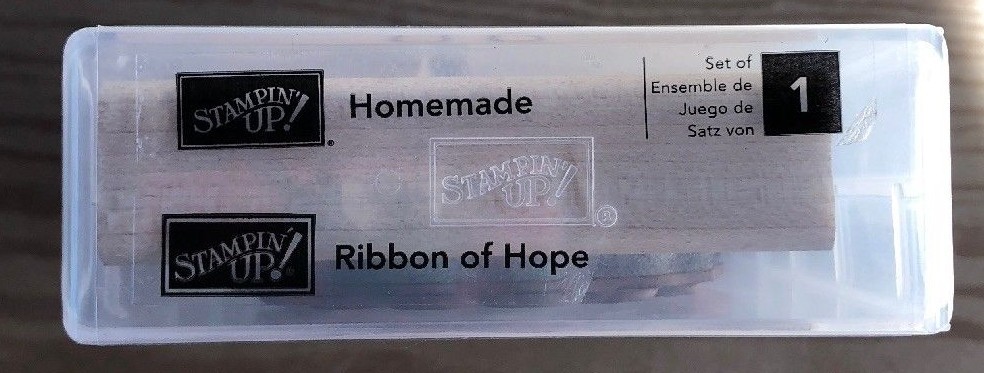 STAMPIN' UP!® Homemade
Set of
Ensemble de
Juego de
Satz von
1
STAMPIN' UP!®
STAMPIN' UP!® Ribbon of Hope